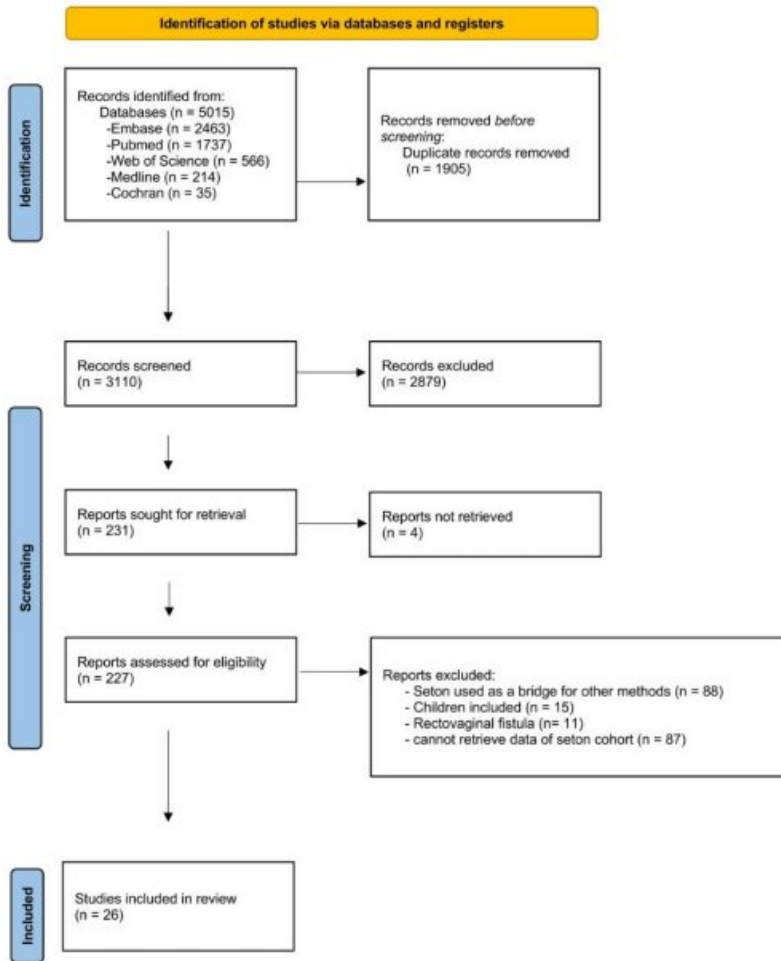 Identification of studies via databases and registers
Identification
Records identified from:
Databases (n = 5015)
-Embase (n = 2463)
-Pubmed (n = 1737)
-Web of Science (n = 566)
-Medline (n = 214)
-Cochran (n = 35)
Records removed before
screening:
Duplicate records removed
(n = 1905)
Screening
Records screened
(n = 3110)
Records excluded
(n = 2879)
Reports sought for retrieval
(n = 231)
Reports not retrieved
(n = 4)
Reports assessed for eligibility
(n = 227)
Reports excluded:
- Seton used as a bridge for other methods (n = 88)
- Children included (n = 15)
- Rectovaginal fistula (n= 11)
- cannot retrieve data of seton cohort (n = 87)
Included
Studies included in review
(n = 26)